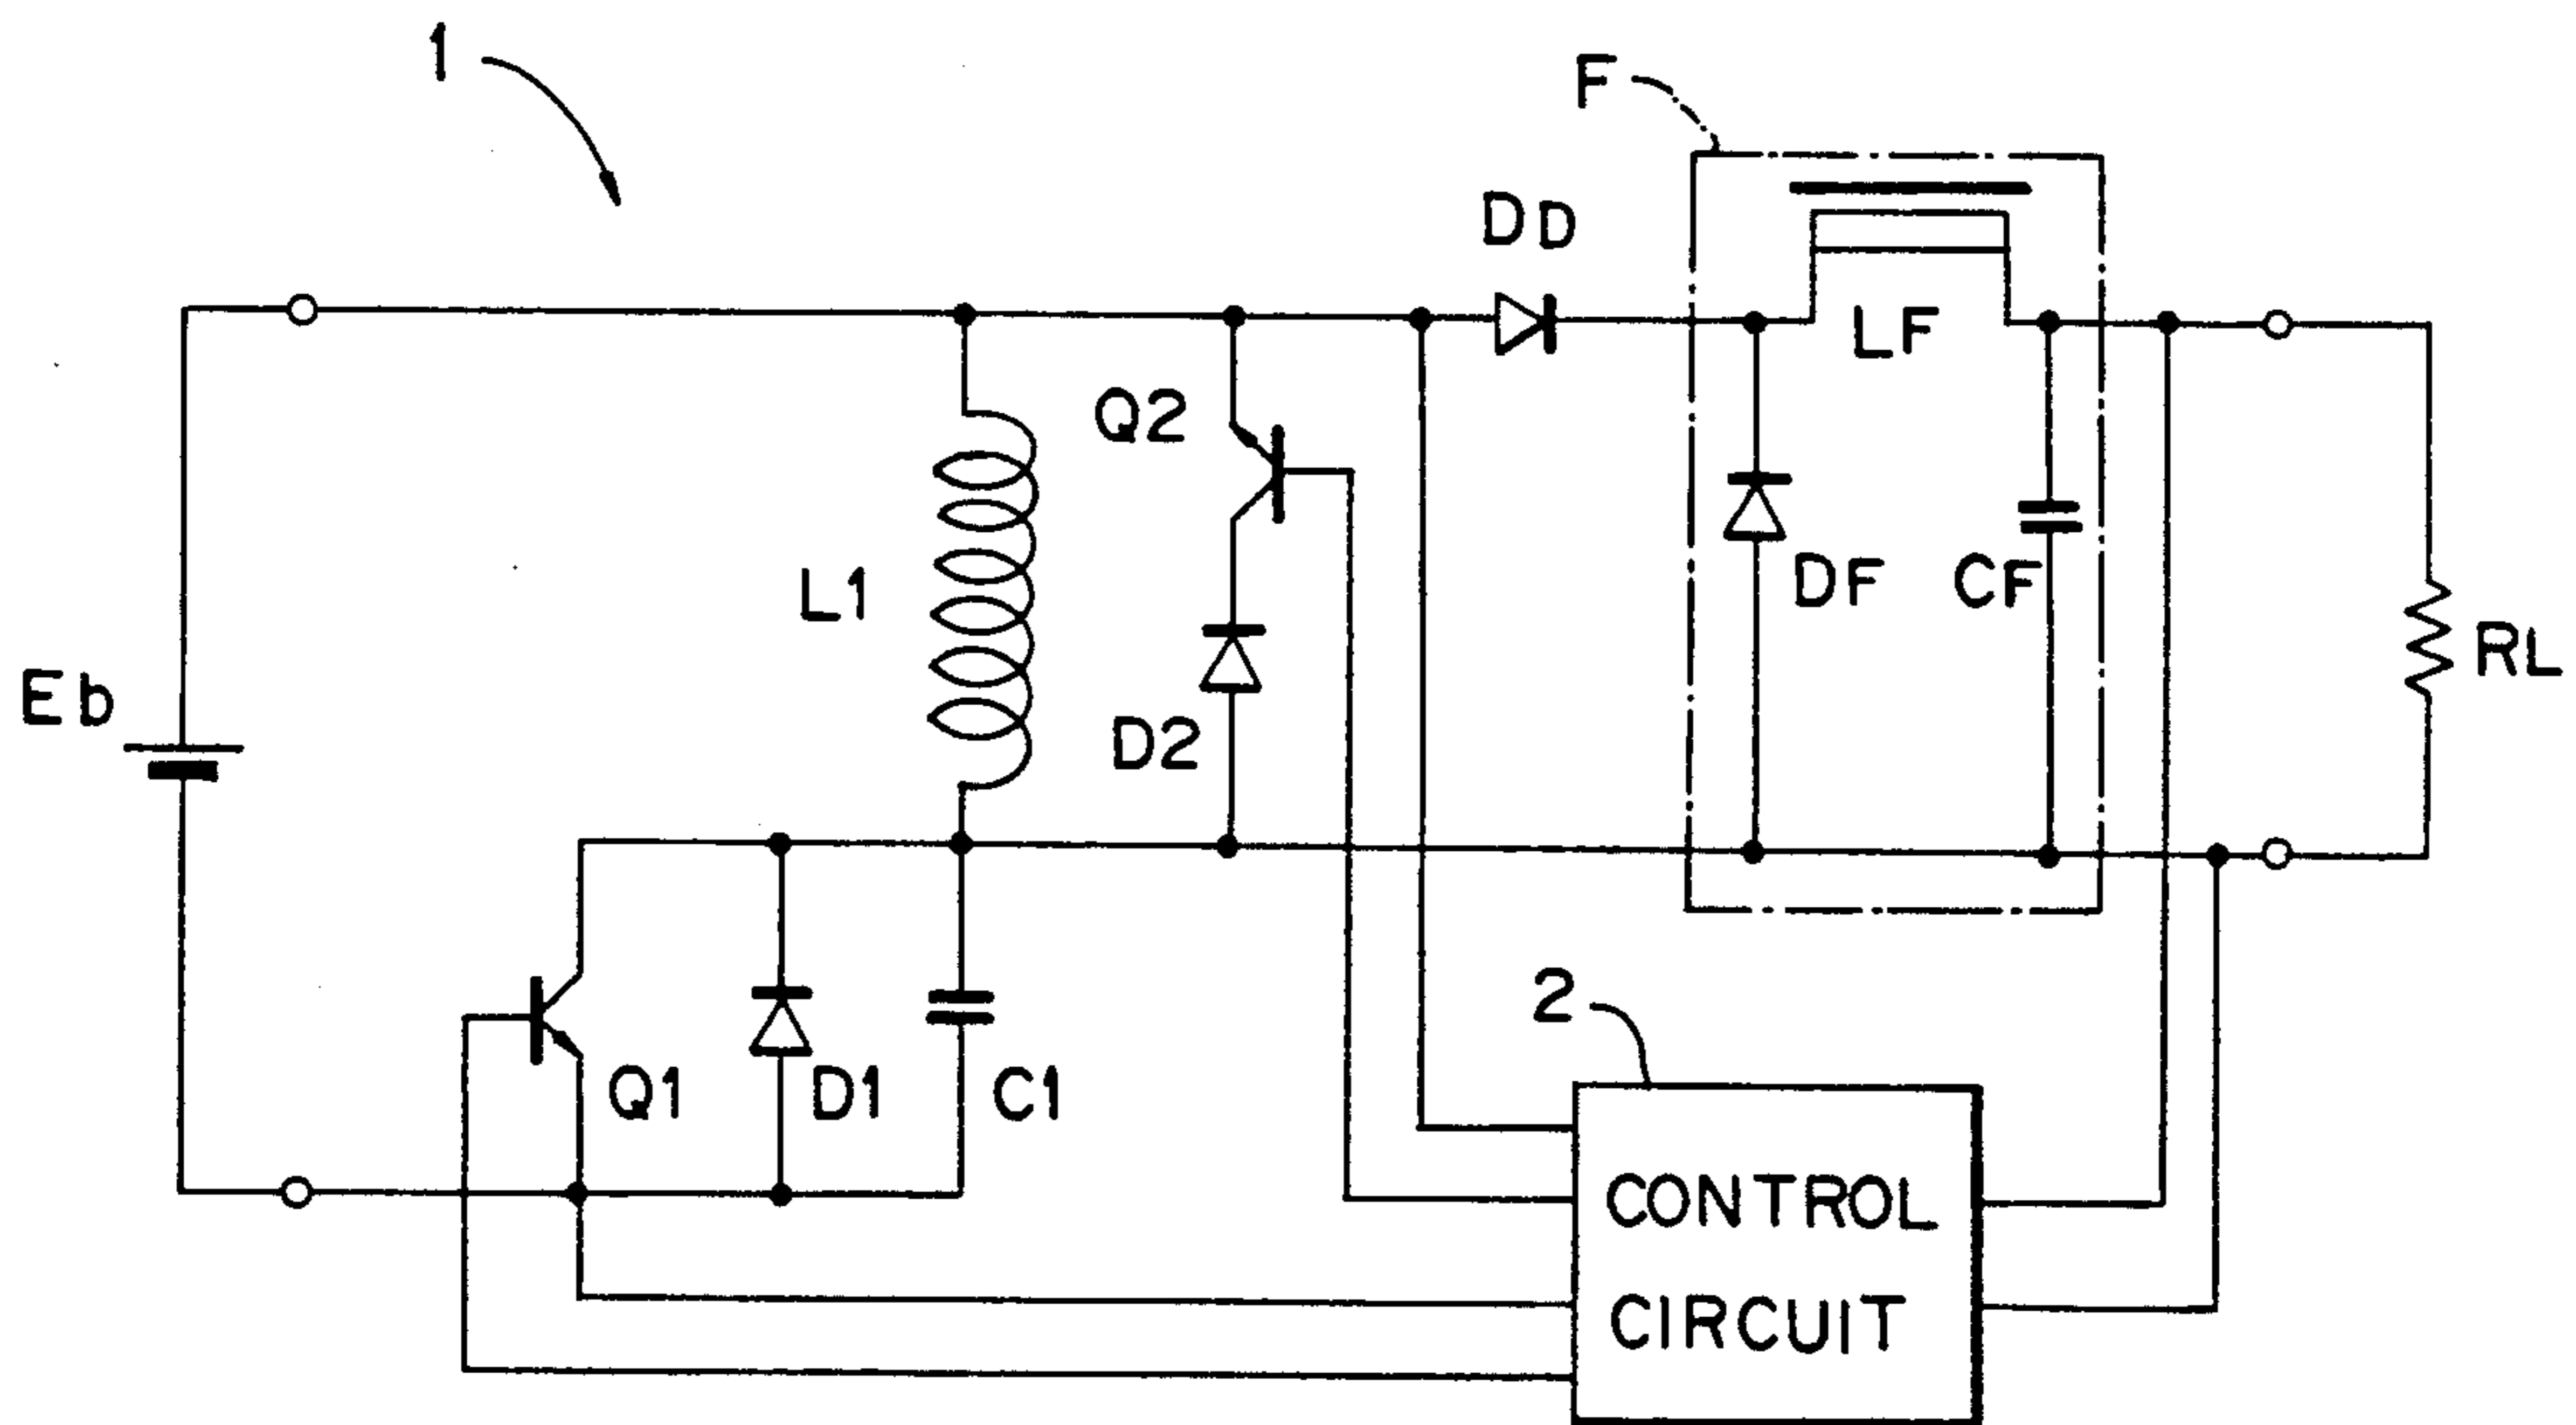 1
F
DD
Q2
LF
L1
DF
CF
RL
Eb
D2
2
Q1
D1
C1
CONTROL
CIRCUIT